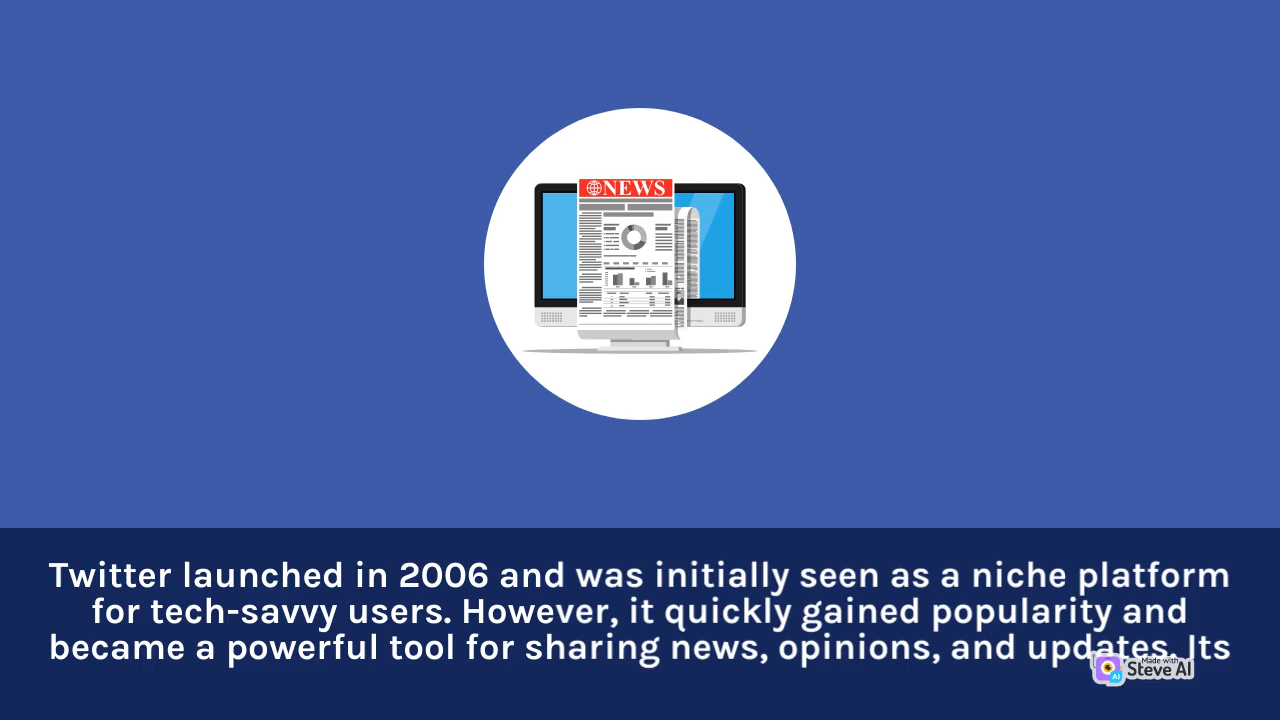 NEWS
Twitter launched in 2006 and was initially seen as a niche platform
for tech-savvy users. However, it quickly gained popularity and
became a powerful tool for sharing news, opinions, and updates. Its
Made with
Steve AI
AI